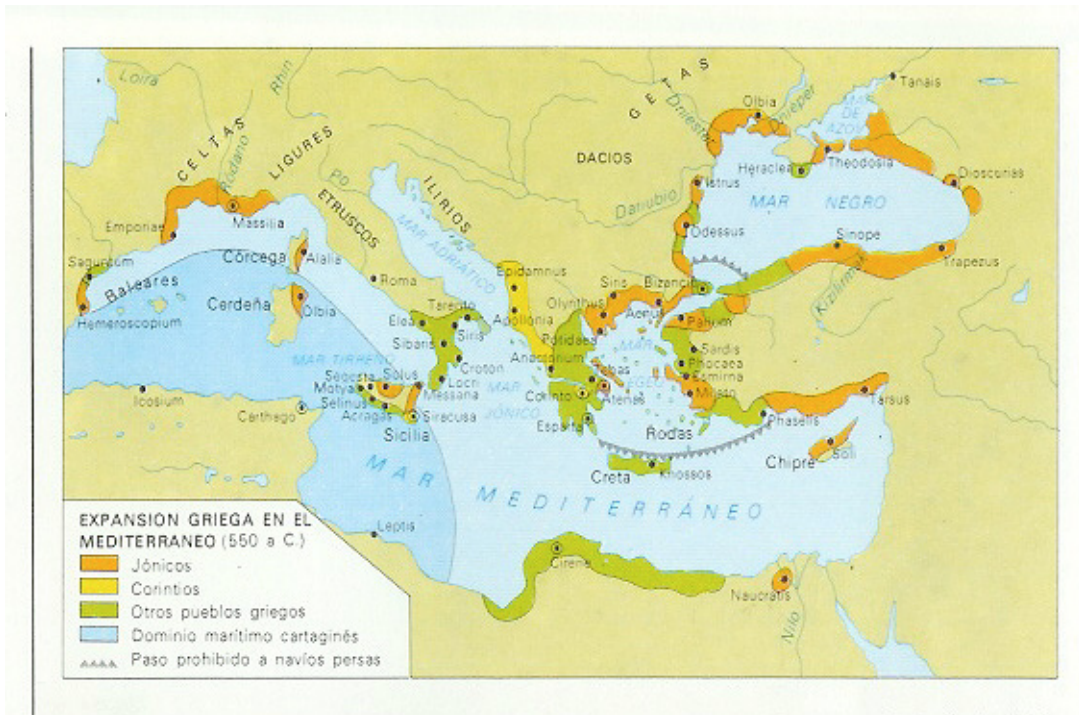 Loira
Rhin
GETAS
Tanais
Olbia
Dnieper
Dniester
MAR
DE
AZOV
CELTAS
Ródano
LIGURES
DACIOS
Heraclea
Theodosia
Dioscurias
PO
ILIRIOS
Danubio
Istrus
MAR NEGRO
ETRUSCOS
Emporiae
Massilia
MAR ADRIÁTICO
Odessus
Sinope
Saguntum
Baleares
Córcega
Alalia
Roma
Epidamnus
Siris
Bizancio
Trapezus
Kizilirmak
Cerdeña
Olbia
Hemeroscopium
Tarento
Elea
Siris
Apollonia
Olynthus
Aenus
Parium
Sibaris
Potidaea
MAR
EGEO
Sardis
Phocaea
Esmirna
MAR TIRRENO
Croton
Anactorium
Tebas
Segesta
Solus
Motya
Locri
MAR
JÓNICO
Corinto
Atenas
Mileto
Tarsus
Icosium
Carthago
Selinus
Messana
Acragas
Siracusa
Sicilia
Esparta
Rodas
Phaselis
Creta
Knossos
Chipre
Soli
MAR
MEDITERRÁNEO
Leptis
Cirene
Naucratis
Nilo
EXPANSION GRIEGA EN EL
MEDITERRANEO (550 a C.)
Jónicos
Corintios
Otros pueblos griegos
Dominio marítimo cartaginés
Paso prohibido a navíos persas